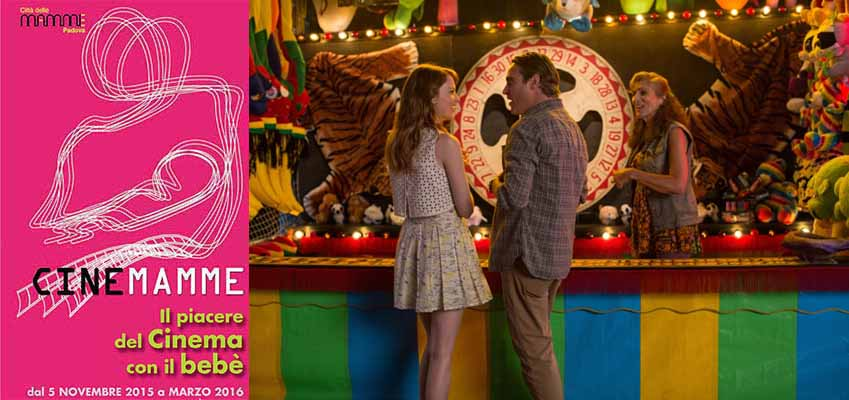 Città delle
MAMME
Padova
CINEMAMME
Il piacere
del Cinema
con il bebè
dal 5 NOVEMBRE 2015 a MARZO 2016